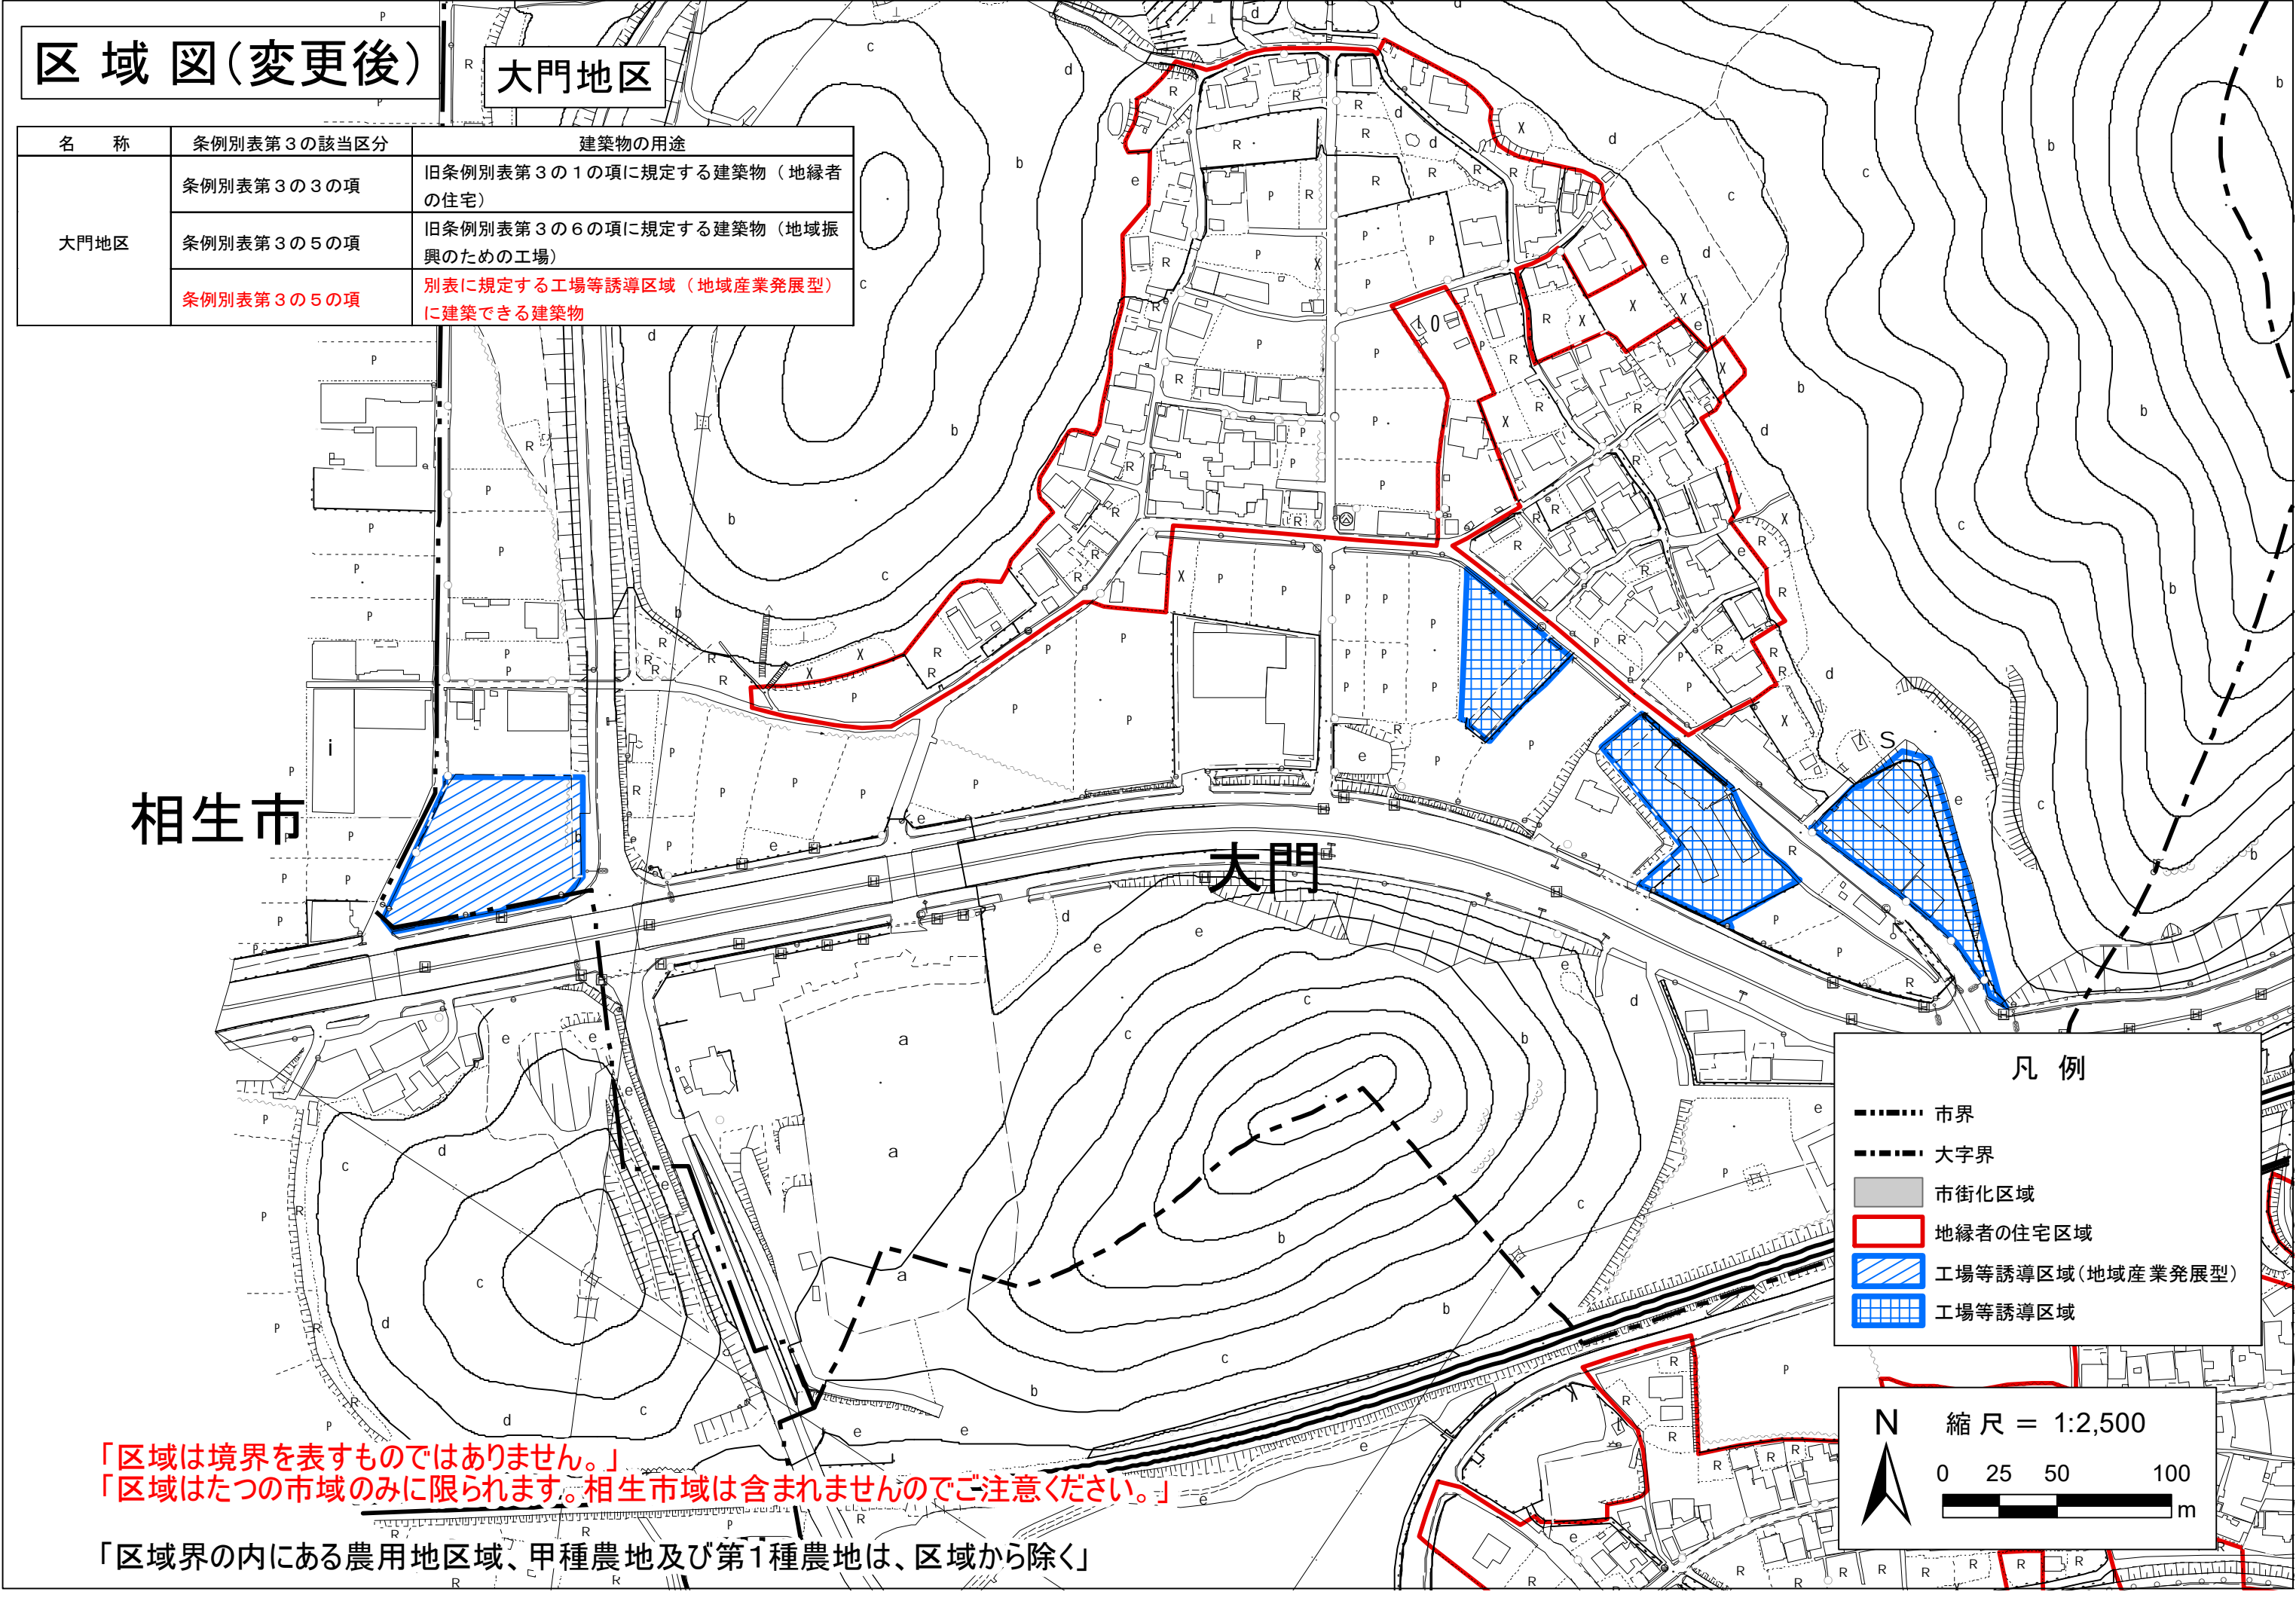 区 域 図(変更後)
大門地区
名　　称　条例別表第３の該当区分　建築物の用途
大門地区
条例別表第３の３の項　旧条例別表第３の１の項に規定する建築物（地縁者
の住宅）
条例別表第３の５の項　旧条例別表第３の６の項に規定する建築物（地域振
興のための工場）
条例別表第３の５の項　別表に規定する工場等誘導区域（地域産業発展型）
に建築できる建築物
相生市
大門
凡 例
市界
大字界
市街化区域
地縁者の住宅区域
工場等誘導区域(地域産業発展型)
工場等誘導区域
N
縮 尺 ＝ 1:2,500
0 25 50 100
m
「区域は境界を表すものではありません。」
「区域はたつの市域のみに限られます。相生市域は含まれませんのでご注意ください。」
「区域界の内にある農用地区域、甲種農地及び第１種農地は、区域から除く」